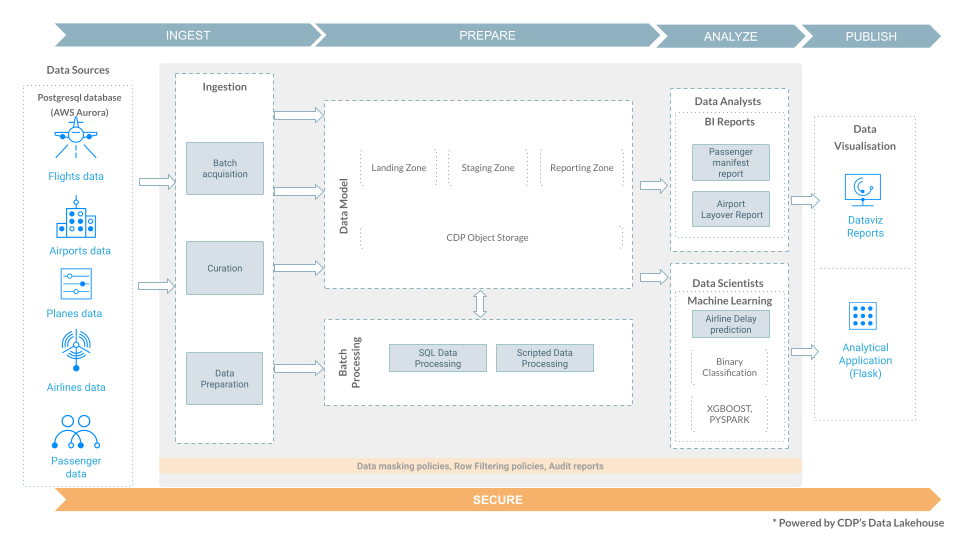 INGEST
PREPARE
ANALYZE
PUBLISH
Data Sources
Postgresql database
(AWS Aurora)
Flights data
Airports data
Planes data
Airlines data
Passenger
data
Ingestion
Batch
acquisition
Curation
Data
Preparation
Data Model
Landing Zone
Staging Zone
Reporting Zone
CDP Object Storage
Batch
Processing
SQL Data
Processing
Scripted Data
Processing
Data Analysts
BI Reports
Passenger
manifest
report
Airport
Layover Report
Data Scientists
Machine Learning
Airline Delay
prediction
Binary
Classification
XGBOOST,
PYSPARK
Data
Visualisation
Dataviz
Reports
Analytical
Application
(Flask)
Data masking policies, Row Filtering policies, Audit reports
SECURE
* Powered by CDP's Data Lakehouse